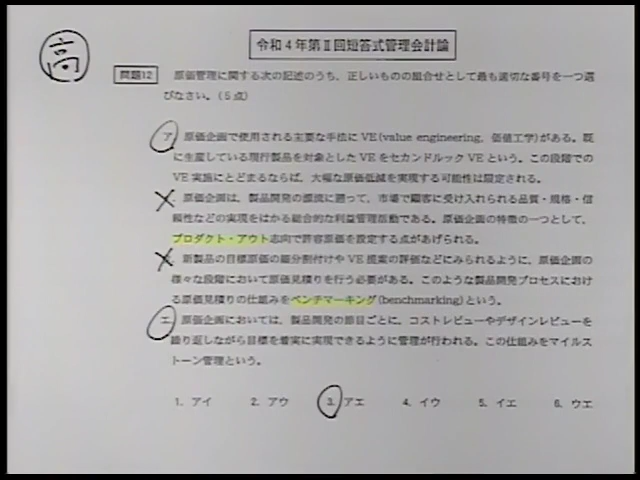 高
令和4年第Ⅱ回短答式管理会計論
問題12 原価管理に関する次の記述のうち、正しいものの組合せとして最も適切な番号を一つ選
びなさい。(5点)
ア 原価企画で使用される主要な手法にVE(value engineering、価値工学)がある。既
に生産している現行製品を対象としたVEをセカンドルックVEという。この段階での
VE実施にとどまるならば、大幅な原価低減を実現する可能性は限定される。
原価企画は、製品開発の源流に遡って、市場で顧客に受け入れられる品質・規格・信
頼性などの実現をはかる総合的な利益管理活動である。原価企画の特徴の一つとして、
プロダクト・アウト志向で許容原価を設定する点があげられる。
新製品の目標原価の細分割付けやVE提案の評価などにみられるように、原価企画の
様々な段階において原価見積りを行う必要がある。このような製品開発プロセスにおけ
る原価見積りの仕組みをベンチマーキング(benchmarking)という。
エ 原価企画においては、製品開発の節目ごとに、コストレビューやデザインレビューを
繰り返しながら目標を着実に実現できるように管理が行われる。この仕組みをマイルス
トーン管理という。
1. アイ 2. アウ 3. アエ 4. イウ 5. イエ 6. ウエ